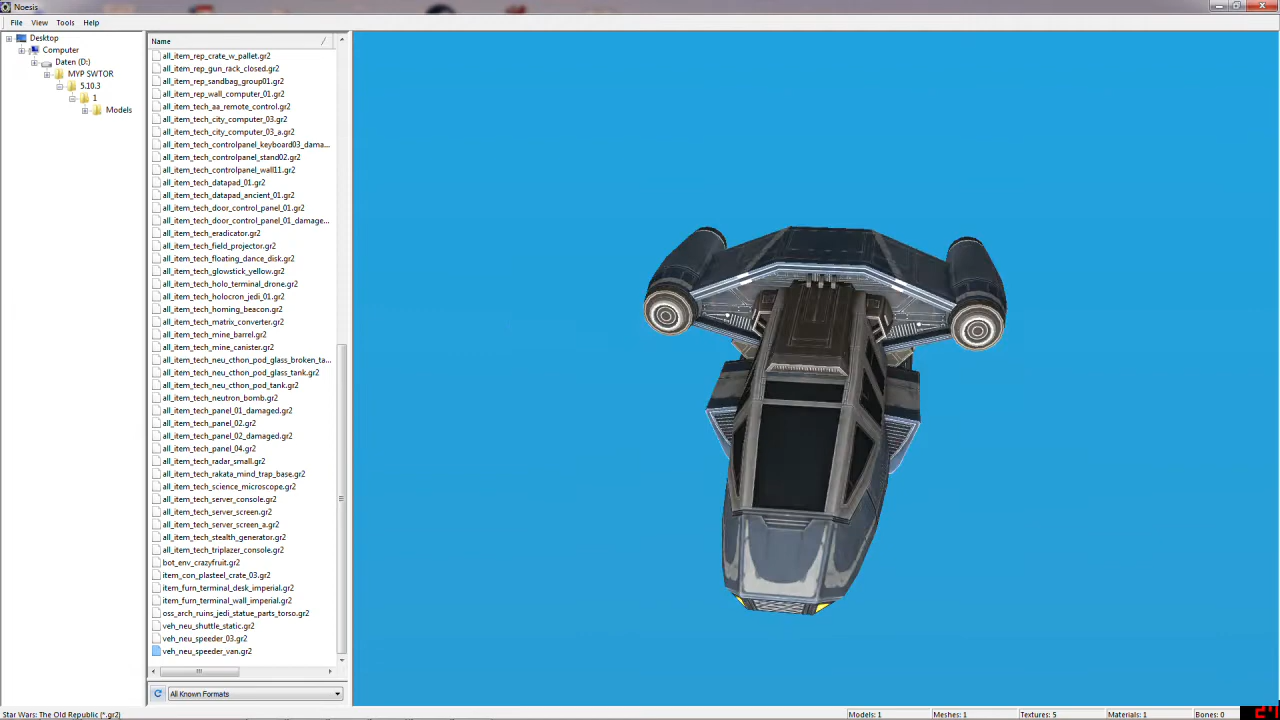 Noesis
File View Tools Help
Desktop
Computer
Daten (D:)
MYP SWTOR
5.10.3
1
Models
Name
all_item_rep_crate_w_pallet.gr2
all_item_rep_gun_rack_closed.gr2
all_item_rep_sandbag_group01.gr2
all_item_rep_wall_computer_01.gr2
all_item_tech_aa_remote_control.gr2
all_item_tech_city_computer_03.gr2
all_item_tech_city_computer_03_a.gr2
all_item_tech_controlpanel_keyboard03_dama...
all_item_tech_controlpanel_stand02.gr2
all_item_tech_controlpanel_wall11.gr2
all_item_tech_datapad_01.gr2
all_item_tech_datapad_ancient_01.gr2
all_item_tech_door_control_panel_01.gr2
all_item_tech_door_control_panel_01_damage...
all_item_tech_eradicator.gr2
all_item_tech_field_projector.gr2
all_item_tech_floating_dance_disk.gr2
all_item_tech_glowstick_yellow.gr2
all_item_tech_holo_terminal_drone.gr2
all_item_tech_holocron_jedi_01.gr2
all_item_tech_homing_beacon.gr2
all_item_tech_matrix_converter.gr2
all_item_tech_mine_barrel.gr2
all_item_tech_mine_canister.gr2
all_item_tech_neu_cthon_pod_glass_broken_ta...
all_item_tech_neu_cthon_pod_glass_tank.gr2
all_item_tech_neu_cthon_pod_tank.gr2
all_item_tech_neutron_bomb.gr2
all_item_tech_panel_01_damaged.gr2
all_item_tech_panel_02.gr2
all_item_tech_panel_02_damaged.gr2
all_item_tech_panel_04.gr2
all_item_tech_radar_small.gr2
all_item_tech_rakata_mind_trap_base.gr2
all_item_tech_science_microscope.gr2
all_item_tech_server_console.gr2
all_item_tech_server_screen.gr2
all_item_tech_server_screen_a.gr2
all_item_tech_stealth_generator.gr2
all_item_tech_triplazer_console.gr2
bot_env_crazyfruit.gr2
item_con_plasteel_crate_03.gr2
item_furn_terminal_desk_imperial.gr2
item_furn_terminal_wall_imperial.gr2
oss_arch_ruins_jedi_statue_parts_torso.gr2
veh_neu_shuttle_static.gr2
veh_neu_speeder_03.gr2
veh_neu_speeder_van.gr2
All Known Formats
Star Wars: The Old Republic (*.gr2)
Models: 1 Meshes: 1 Textures: 5 Materials: 1 Bones: 0